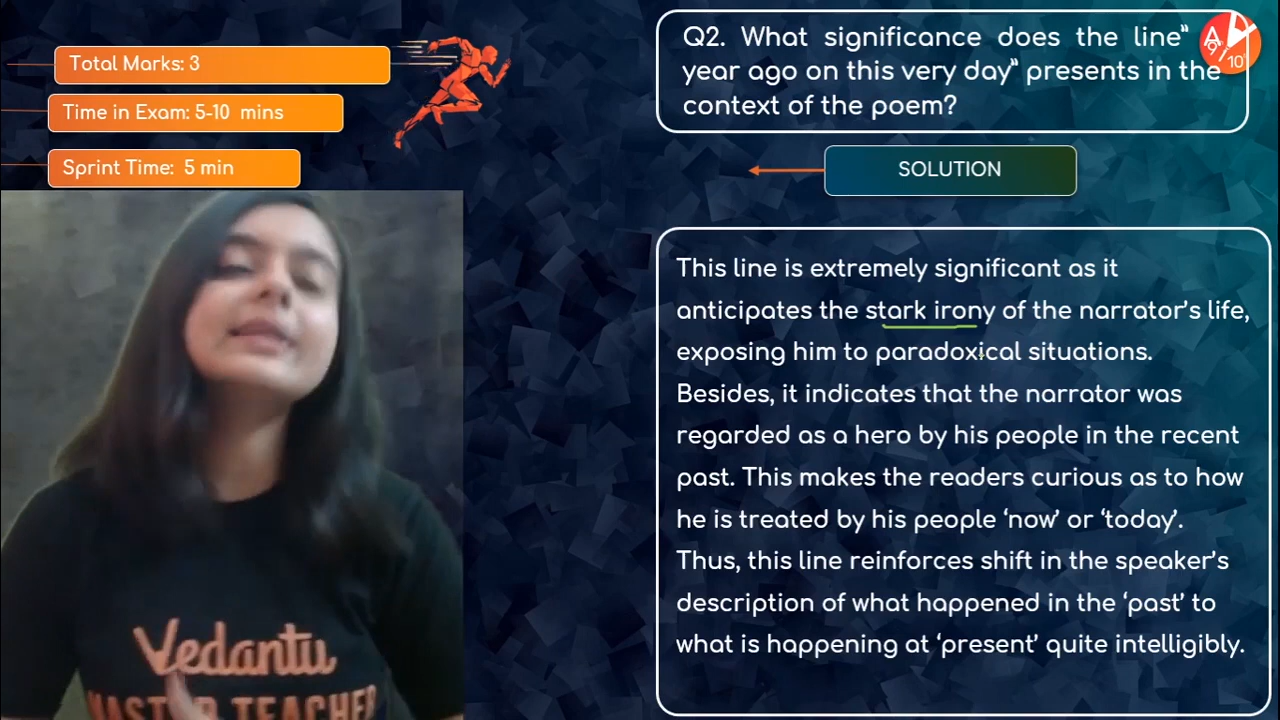 Total Marks: 3
Time in Exam: 5-10 mins
Sprint Time: 5 min
Q2. What significance does the line”
year ago on this very day” presents in the
context of the poem?
A
9/10
SOLUTION
This line is extremely significant as it
anticipates the stark irony of the narrator’s life,
exposing him to paradoxical situations.
Besides, it indicates that the narrator was
regarded as a hero by his people in the recent
past. This makes the readers curious as to how
he is treated by his people ‘now’ or ‘today’.
Thus, this line reinforces shift in the speaker’s
description of what happened in the ‘past’ to
what is happening at ‘present’ quite intelligibly.
Vedantu
MASTER TEACHER